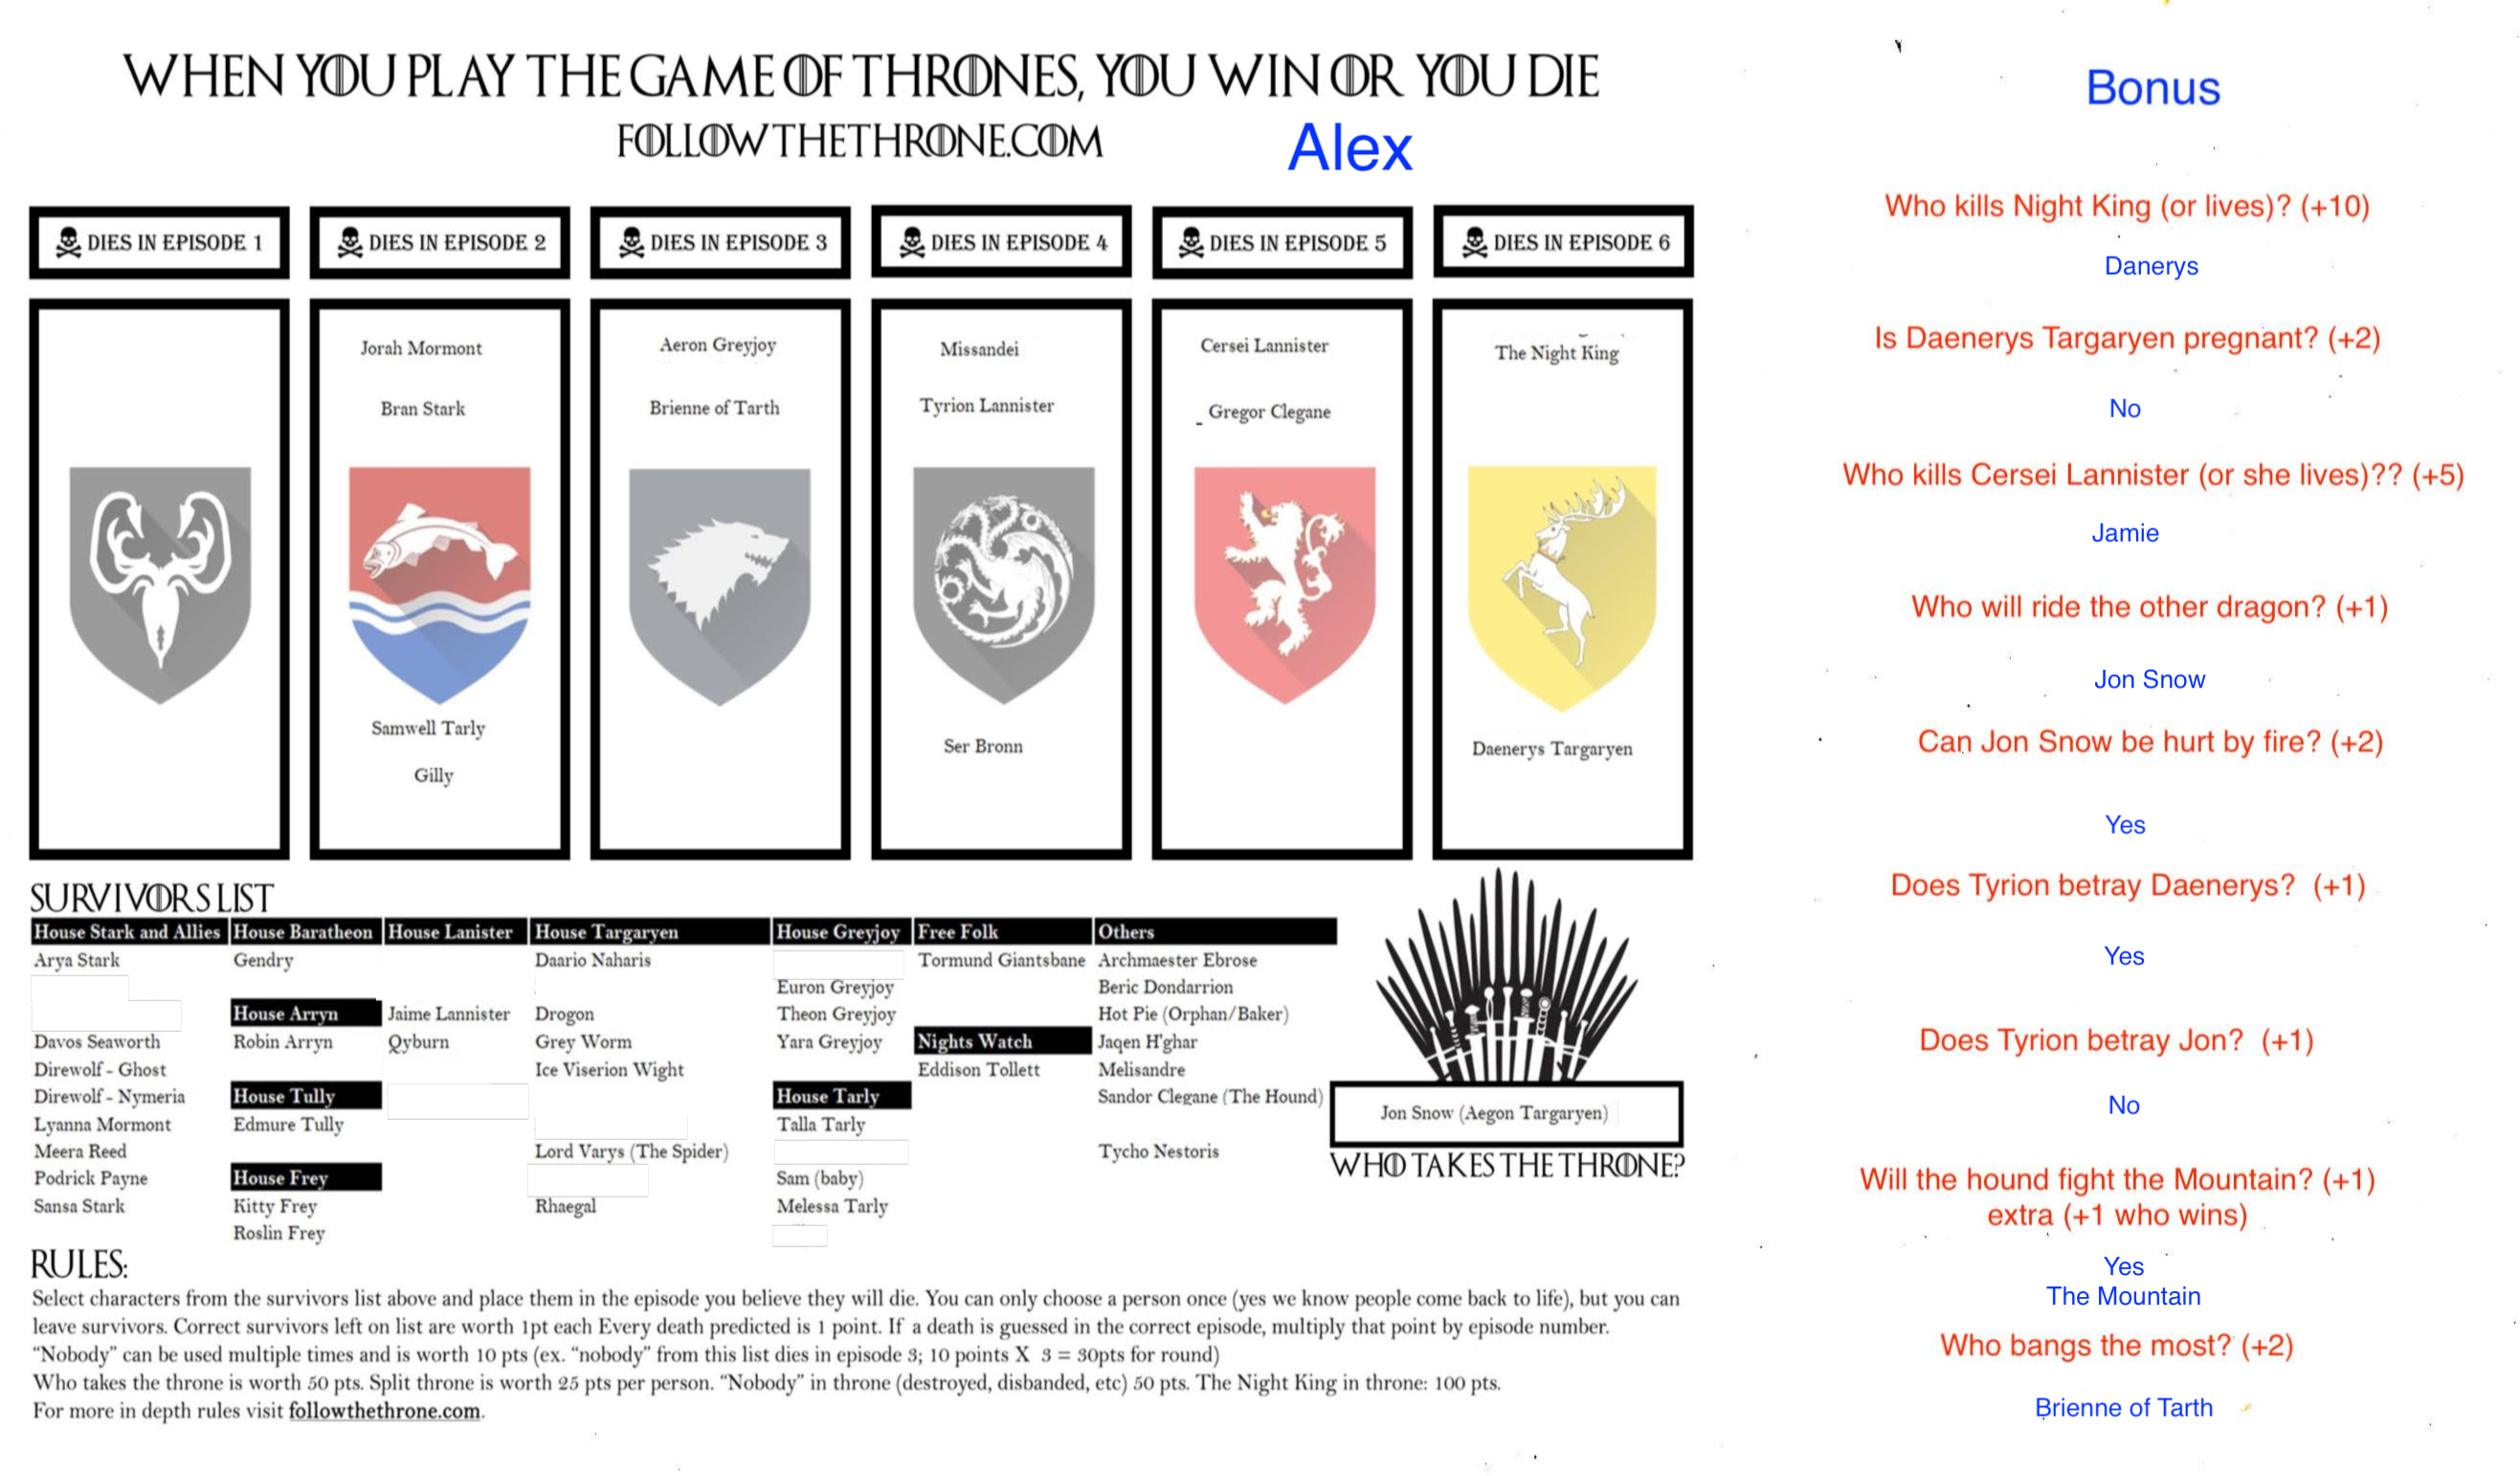 WHEN YOU PLAY THE GAME OF THRONES, YOU WIN OR YOU DIE
FOLLOWTHETHRONE.COM
Alex
DIES IN EPISODE 1
DIES IN EPISODE 2
DIES IN EPISODE 3
DIES IN EPISODE 4
DIES IN EPISODE 5
DIES IN EPISODE 6
Jorah Mormont
Bran Stark
Samwell Tarly
Gilly
Aeron Greyjoy
Brienne of Tarth
Missandei
Tyrion Lannister
Ser Bronn
Cersei Lannister
Gregor Clegane
The Night King
Daenerys Targaryen
SURVIVORS LIST
House Stark and Allies
Arya Stark
Davos Seaworth
Direwolf - Ghost
Direwolf - Nymeria
Lyanna Mormont
Meera Reed
Podrick Payne
Sansa Stark
House Baratheon
Gendry
House Arryn
Robin Arryn
House Tully
Edmure Tully
House Frey
Kitty Frey
Roslin Frey
House Lanister
Jaime Lannister
Qyburn
House Targaryen
Daario Naharis
Drogon
Grey Worm
Ice Viserion Wight
Lord Varys (The Spider)
Rhaegal
House Greyjoy
Euron Greyjoy
Theon Greyjoy
Yara Greyjoy
House Tarly
Talla Tarly
Sam (baby)
Melessa Tarly
Free Folk
Tormund Giantsbane
Nights Watch
Eddison Tollett
Others
Archmaester Ebrose
Beric Dondarrion
Hot Pie (Orphan/Baker)
Jaqen H'ghar
Melisandre
Sandor Clegane (The Hound)
Tycho Nestoris
Jon Snow (Aegon Targaryen)
WHO TAKES THE THRONE?
RULES:
Select characters from the survivors list above and place them in the episode you believe they will die. You can only choose a person once (yes we know people come back to life), but you can
leave survivors. Correct survivors left on list are worth 1pt each Every death predicted is 1 point. If a death is guessed in the correct episode, multiply that point by episode number.
“Nobody” can be used multiple times and is worth 10 pts (ex. “nobody” from this list dies in episode 3; 10 points X 3 = 30pts for round)
Who takes the throne is worth 50 pts. Split throne is worth 25 pts per person. “Nobody” in throne (destroyed, disbanded, etc) 50 pts. The Night King in throne: 100 pts.
For more in depth rules visit followthethrone.com.
Bonus
Who kills Night King (or lives)? (+10)
Danerys
Is Daenerys Targaryen pregnant? (+2)
No
Who kills Cersei Lannister (or she lives)?? (+5)
Jamie
Who will ride the other dragon? (+1)
Jon Snow
Can Jon Snow be hurt by fire? (+2)
Yes
Does Tyrion betray Daenerys? (+1)
Yes
Does Tyrion betray Jon? (+1)
No
Will the hound fight the Mountain? (+1)
extra (+1 who wins)
Yes
The Mountain
Who bangs the most? (+2)
Brienne of Tarth